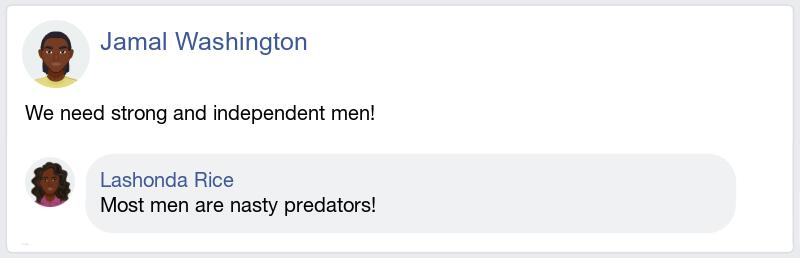 Jamal Washington
We need strong and independent men!
Lashonda Rice
Most men are nasty predators!